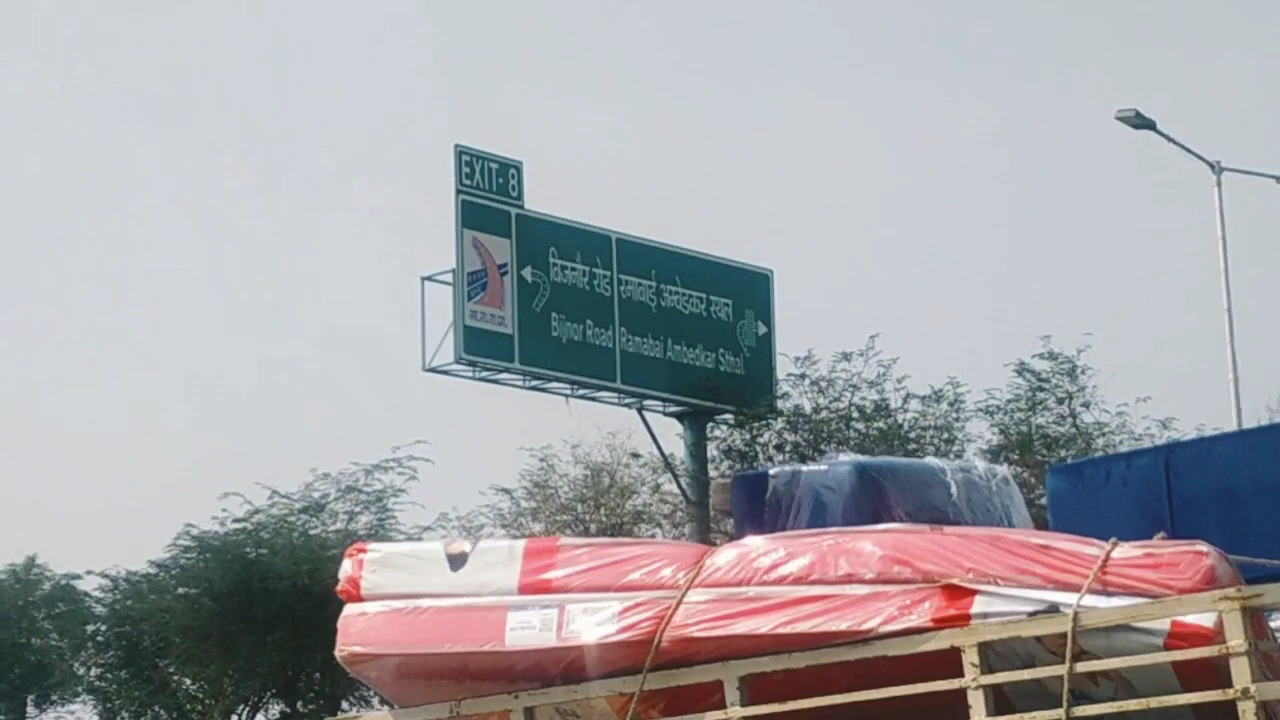 EXIT- 8
बिजनौर रोड
Bijnor Road
रमाबाई अम्बेडकर स्थल
Ramabai Ambedkar Sthal
भा.रा.रा.प्रा.